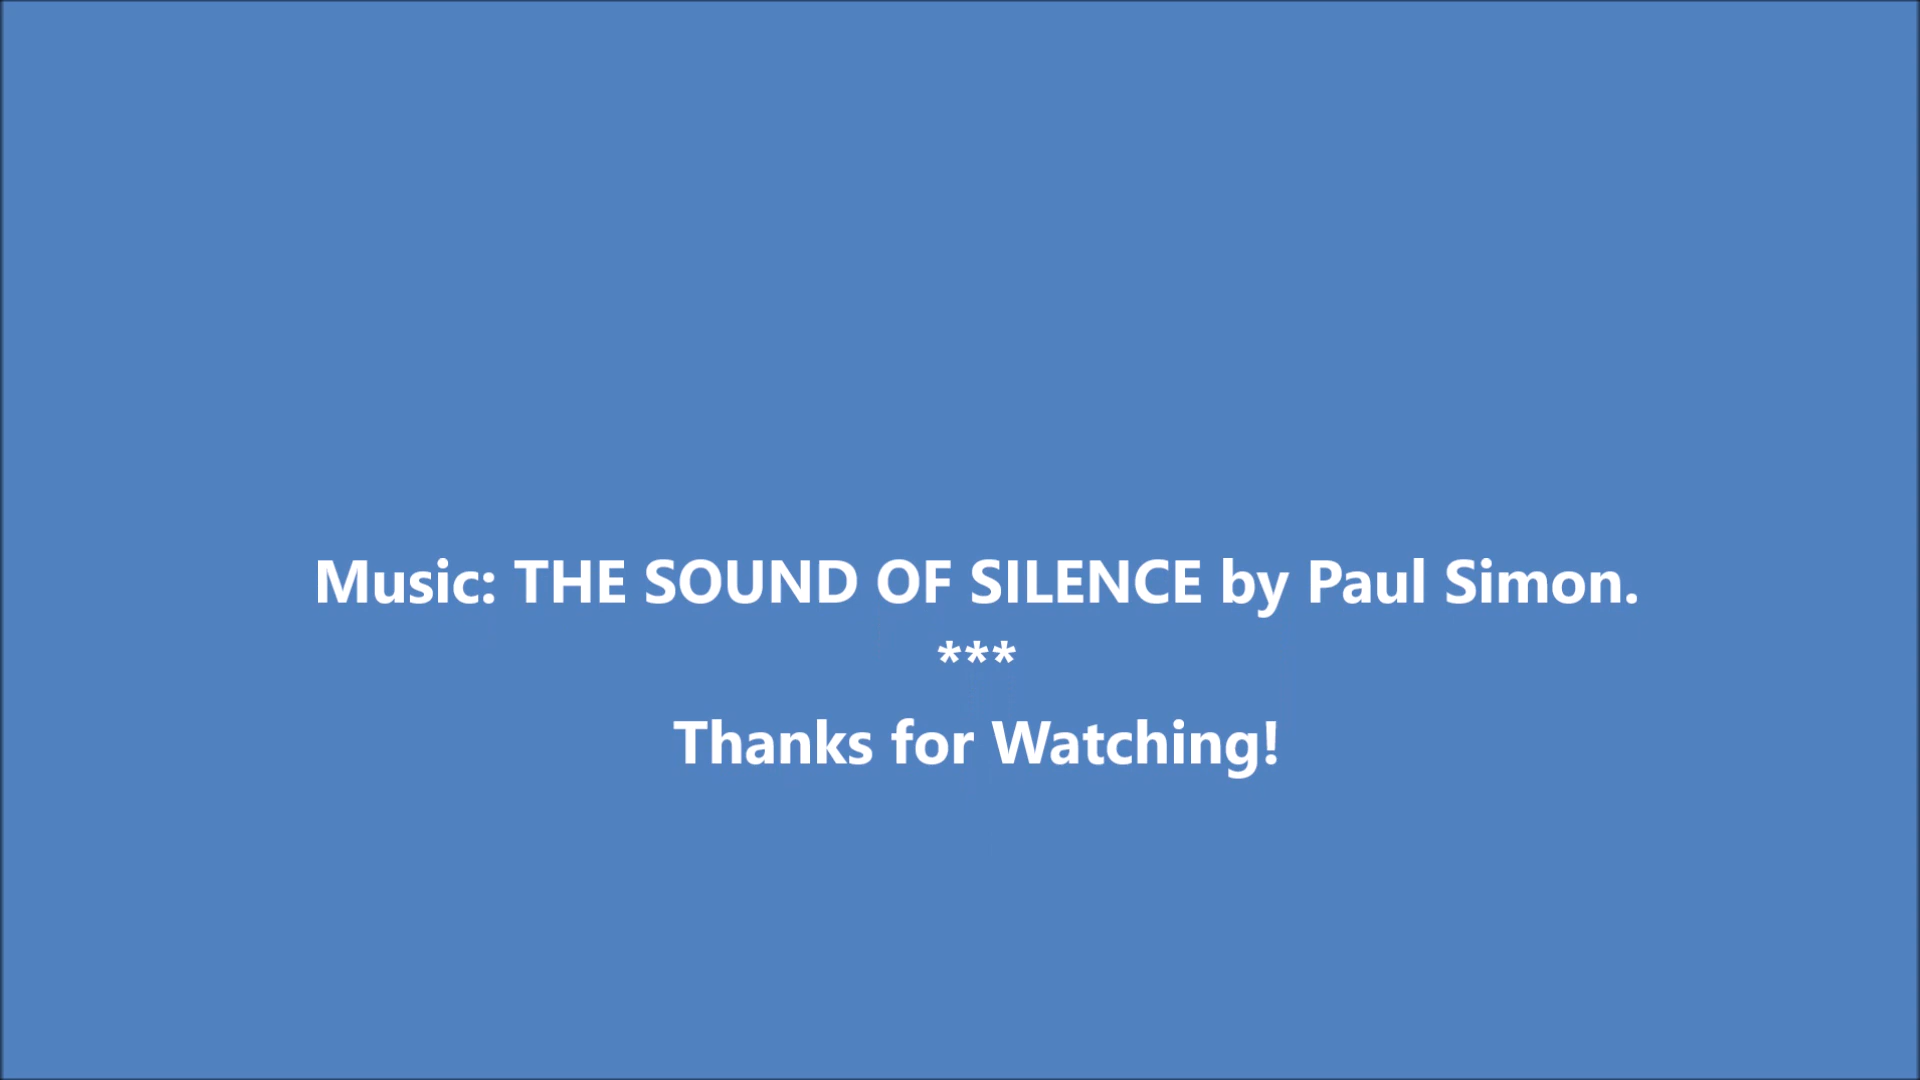 Music: THE SOUND OF SILENCE by Paul Simon.
***
Thanks for Watching!